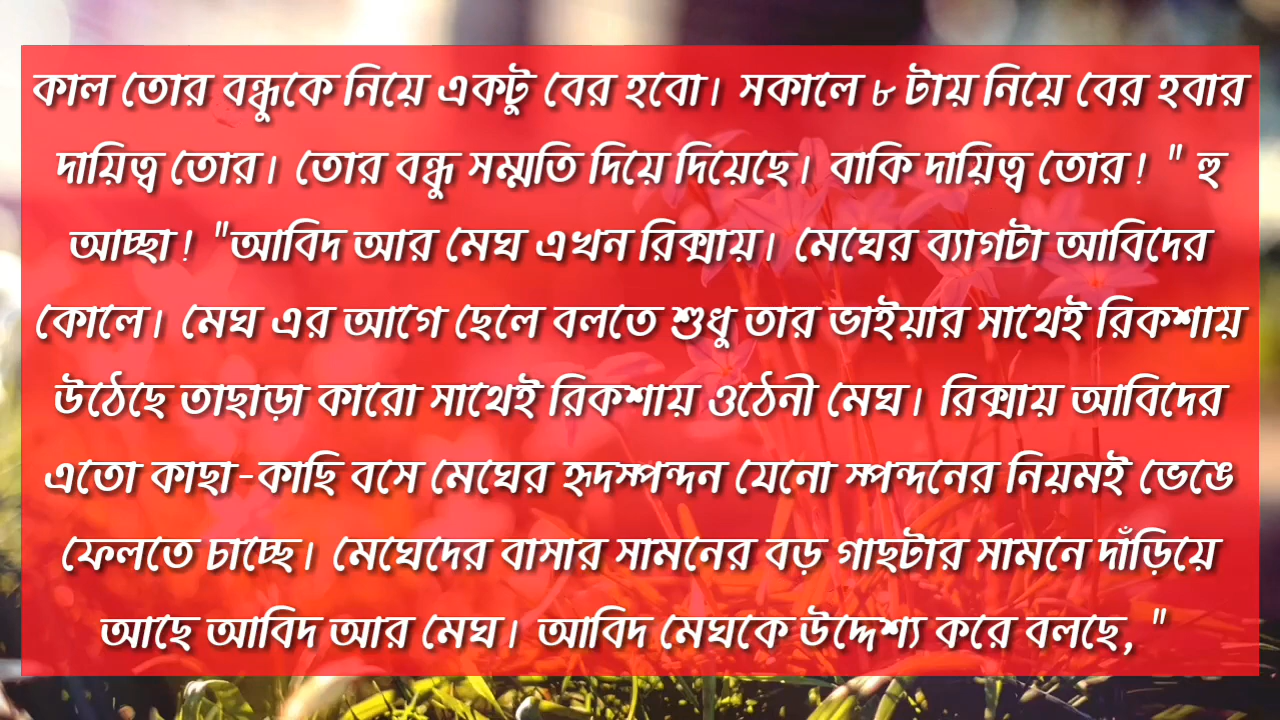 কাল তোর বন্ধুকে নিয়ে একটু বের হবো। সকালে ৮ টায় নিয়ে বের হবার
দায়িত্ব তোর। তোর বন্ধু সম্মতি দিয়ে দিয়েছে। বাকি দায়িত্ব তোর! " হু
আচ্ছা! "আবিদ আর মেঘ এখন রিক্সায়। মেঘের ব্যাগটা আবিদের
কোলে। মেঘ এর আগে ছেলে বলতে শুধু তার ভাইয়ার সাথেই রিকশায়
উঠেছে তাছাড়া কারো সাথেই রিকশায় ওঠেনী মেঘ। রিক্সায় আবিদের
এতো কাছা-কাছি বসে মেঘের হৃদস্পন্দন যেনো স্পন্দনের নিয়মই ভেঙে
ফেলতে চাচ্ছে। মেঘেদের বাসার সামনের বড় গাছটার সামনে দাঁড়িয়ে
আছে আবিদ আর মেঘ। আবিদ মেঘকে উদ্দেশ্য করে বলছে, "